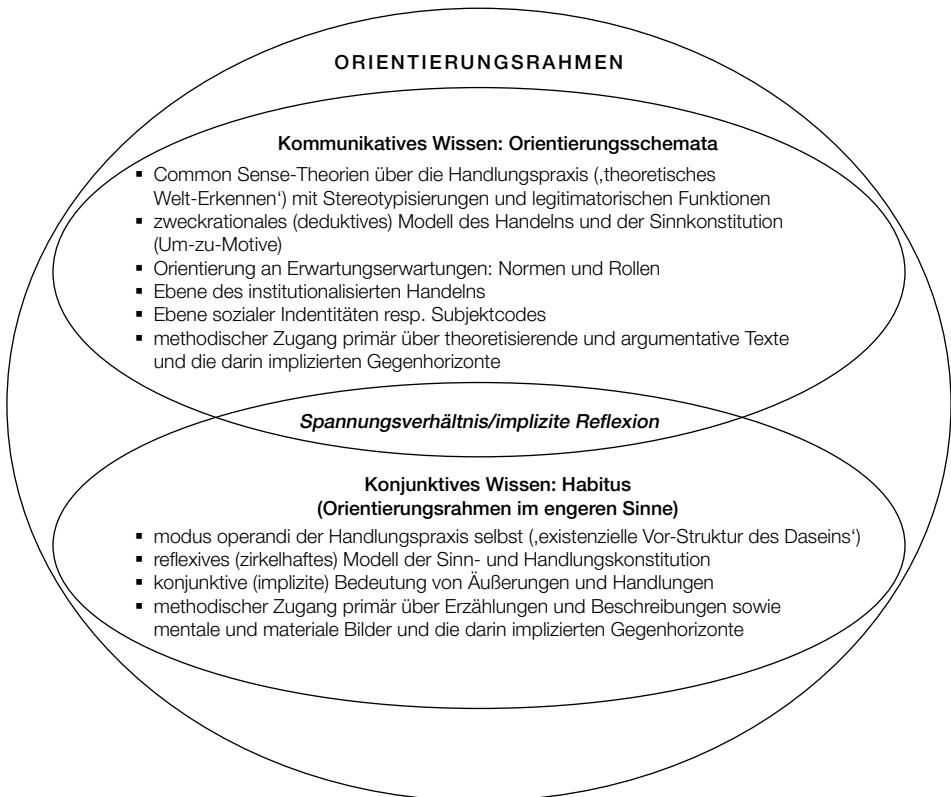 ORIENTIERUNGSRAHMEN
Kommunikatives Wissen: Orientierungsschemata
▪ Common Sense-Theorien über die Handlungspraxis (‚theoretisches
Welt-Erkennen‘) mit Stereotypisierungen und legitimatorischen Funktionen
▪ zweckrationales (deduktives) Modell des Handelns und der Sinnkonstitution
(Um-zu-Motive)
▪ Orientierung an Erwartungserwartungen: Normen und Rollen
▪ Ebene des institutionalisierten Handelns
▪ Ebene sozialer Indentitäten resp. Subjektcodes
▪ methodischer Zugang primär über theoretisierende und argumentative Texte
und die darin implizierten Gegenhorizonte
Spannungsverhältnis/implizite Reflexion
Konjunktives Wissen: Habitus
(Orientierungsrahmen im engeren Sinne)
▪ modus operandi der Handlungspraxis selbst (‚existenzielle Vor-Struktur des Daseins‘)
▪ reflexives (zirkelhaftes) Modell der Sinn- und Handlungskonstitution
▪ konjunktive (implizite) Bedeutung von Äußerungen und Handlungen
▪ methodischer Zugang primär über Erzählungen und Beschreibungen sowie
mentale und materiale Bilder und die darin implizierten Gegenhorizonte